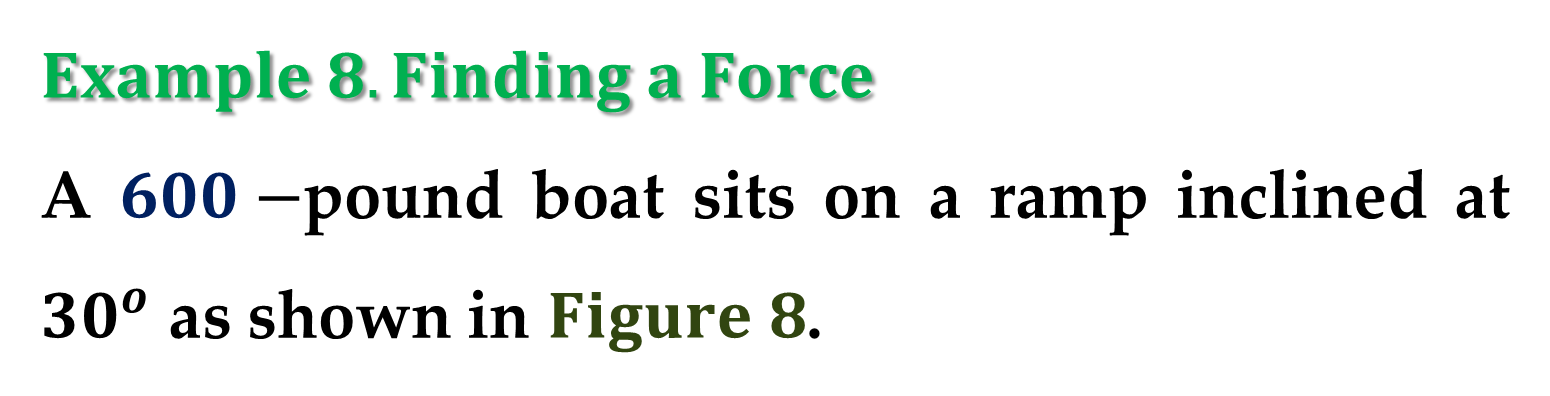 Example 8. Finding a Force
A 600 –pound boat sits on a ramp inclined at
30° as shown in Figure 8.